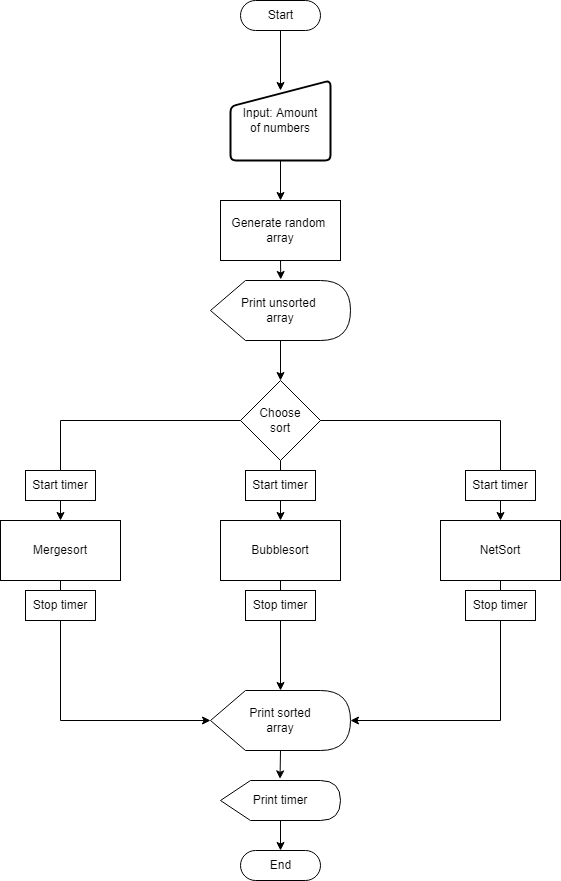 Start
Input: Amount
of numbers
Generate random
array
Print unsorted
array
Choose
sort
Start timer
Start timer
Start timer
Mergesort
Bubblesort
NetSort
Stop timer
Stop timer
Stop timer
Print sorted
array
Print timer
End